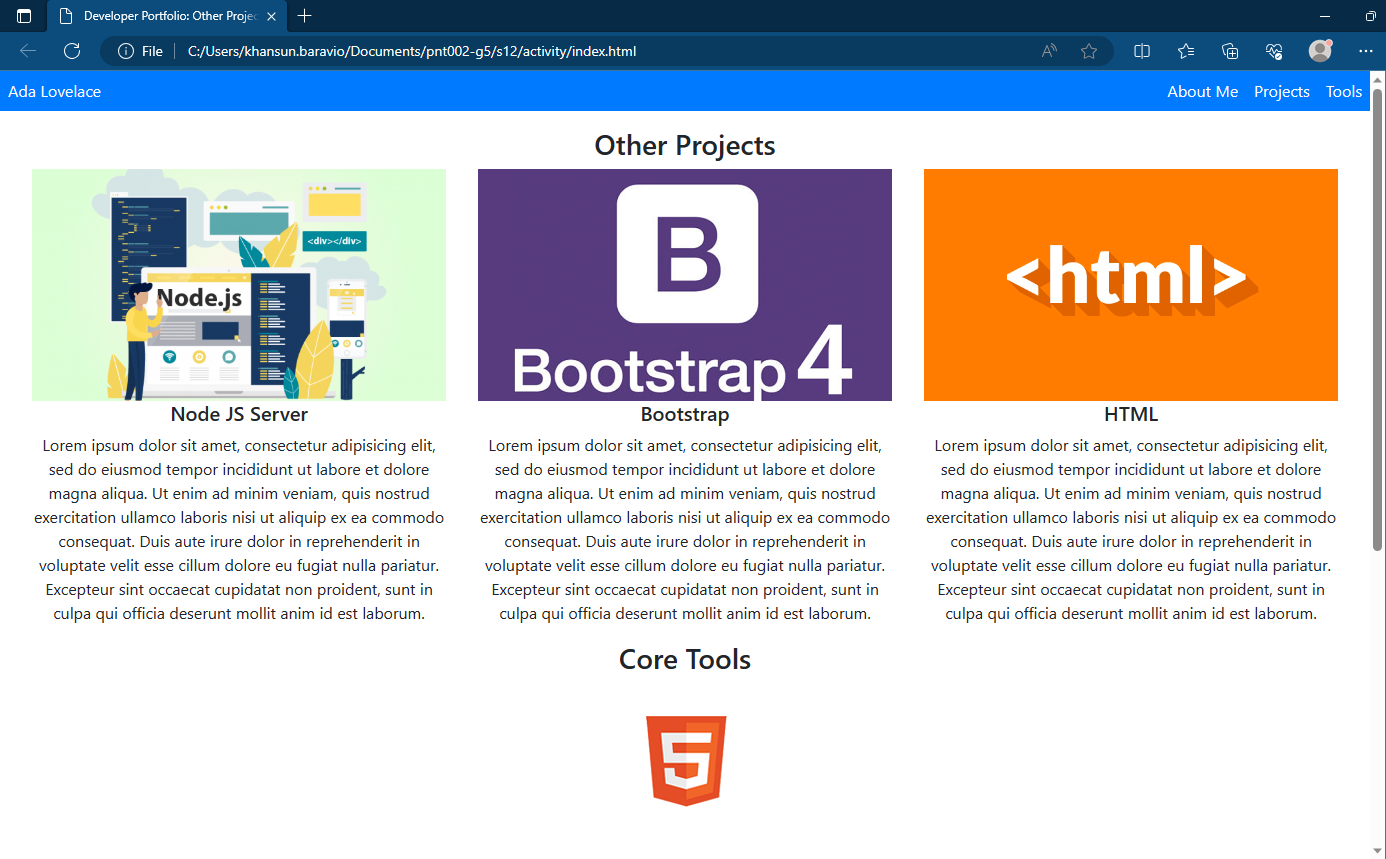 Developer Portfolio: Other Projec
File
C:/Users/khansun.baravio/Documents/pnt002-g5/s12/activity/index.html
Ada Lovelace
About Me Projects Tools
Other Projects
<div></div>
Node.js
B
Bootstrap 4
<html>
Node JS Server
Lorem ipsum dolor sit amet, consectetur adipisicing elit,
sed do eiusmod tempor incididunt ut labore et dolore
magna aliqua. Ut enim ad minim veniam, quis nostrud
exercitation ullamco laboris nisi ut aliquip ex ea commodo
consequat. Duis aute irure dolor in reprehenderit in
voluptate velit esse cillum dolore eu fugiat nulla pariatur.
Excepteur sint occaecat cupidatat non proident, sunt in
culpa qui officia deserunt mollit anim id est laborum.
Bootstrap
Lorem ipsum dolor sit amet, consectetur adipisicing elit,
sed do eiusmod tempor incididunt ut labore et dolore
magna aliqua. Ut enim ad minim veniam, quis nostrud
exercitation ullamco laboris nisi ut aliquip ex ea commodo
consequat. Duis aute irure dolor in reprehenderit in
voluptate velit esse cillum dolore eu fugiat nulla pariatur.
Excepteur sint occaecat cupidatat non proident, sunt in
culpa qui officia deserunt mollit anim id est laborum.
HTML
Lorem ipsum dolor sit amet, consectetur adipisicing elit,
sed do eiusmod tempor incididunt ut labore et dolore
magna aliqua. Ut enim ad minim veniam, quis nostrud
exercitation ullamco laboris nisi ut aliquip ex ea commodo
consequat. Duis aute irure dolor in reprehenderit in
voluptate velit esse cillum dolore eu fugiat nulla pariatur.
Excepteur sint occaecat cupidatat non proident, sunt in
culpa qui officia deserunt mollit anim id est laborum.
Core Tools
5